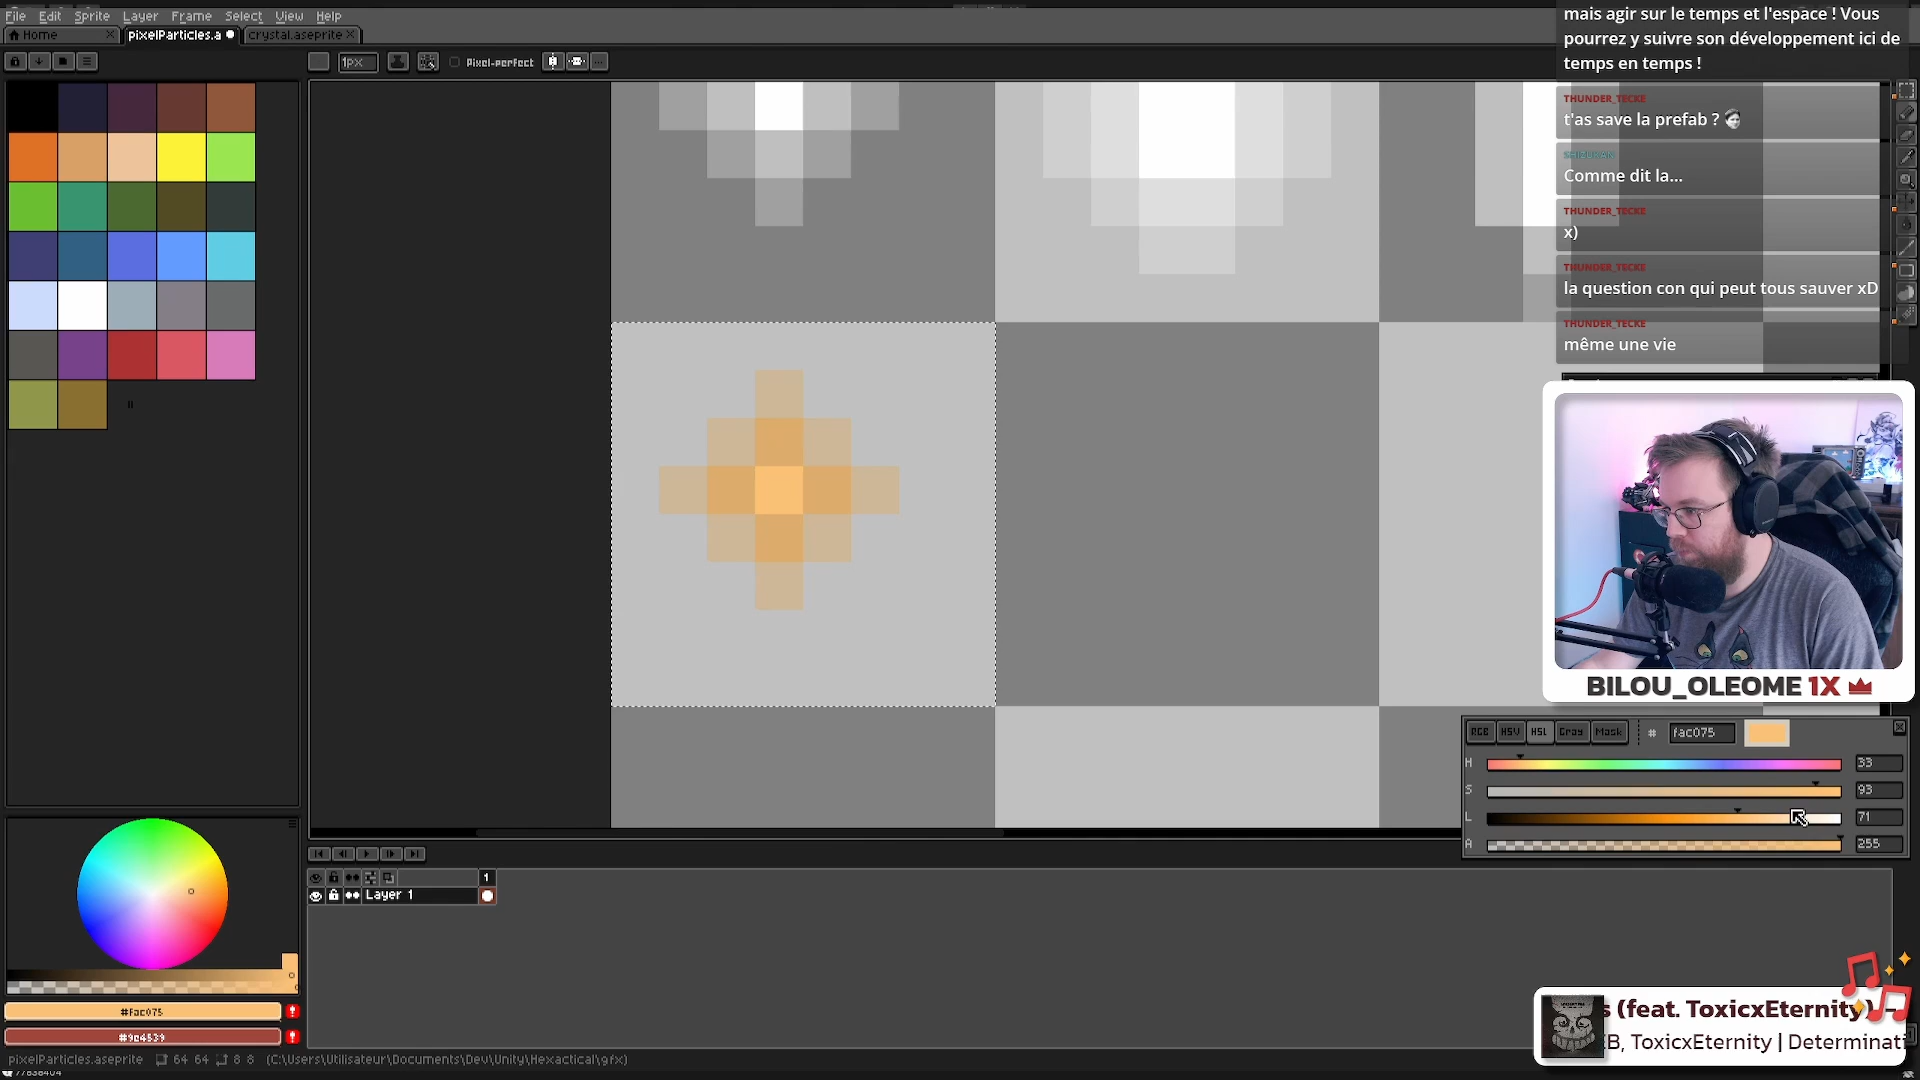 File Edit Sprite Layer Frame Select View Help
Home pixelParticles.a crystal.aseprite
1px Pixel-perfect
mais agir sur le temps et l'espace ! Vous
pourrez y suivre son développement ici de
temps en temps !
THUNDER_TECKE
t'as save la prefab ?
SHIZUKAN
Comme dit la...
THUNDER_TECKE
x)
THUNDER_TECKE
la question con qui peut tous sauver xD
THUNDER_TECKE
même une vie
BILOU_OLEOME 1X
RGB HSV HSL Gray Mask # fac075
H 33
S 93
L 71
A 255
1
Layer 1
#fac075
#9e4539
s (feat. ToxicxEternity) -
EB, ToxicxEternity | Determinati
pixelParticles.aseprite 64 64 8 8 (C:\Users\Utilisateur\Documents\Dev\Unity\Hexactical\gfx)